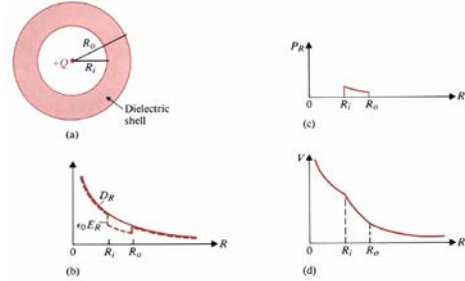 R_o
+Q
R_i
Dielectric
shell
(a)
P_R
0
R_i
R_o
R
(c)
D_R
ϵ_0E_R
0
R_i
R_o
R
(b)
V
0
R_i
R_o
R
(d)